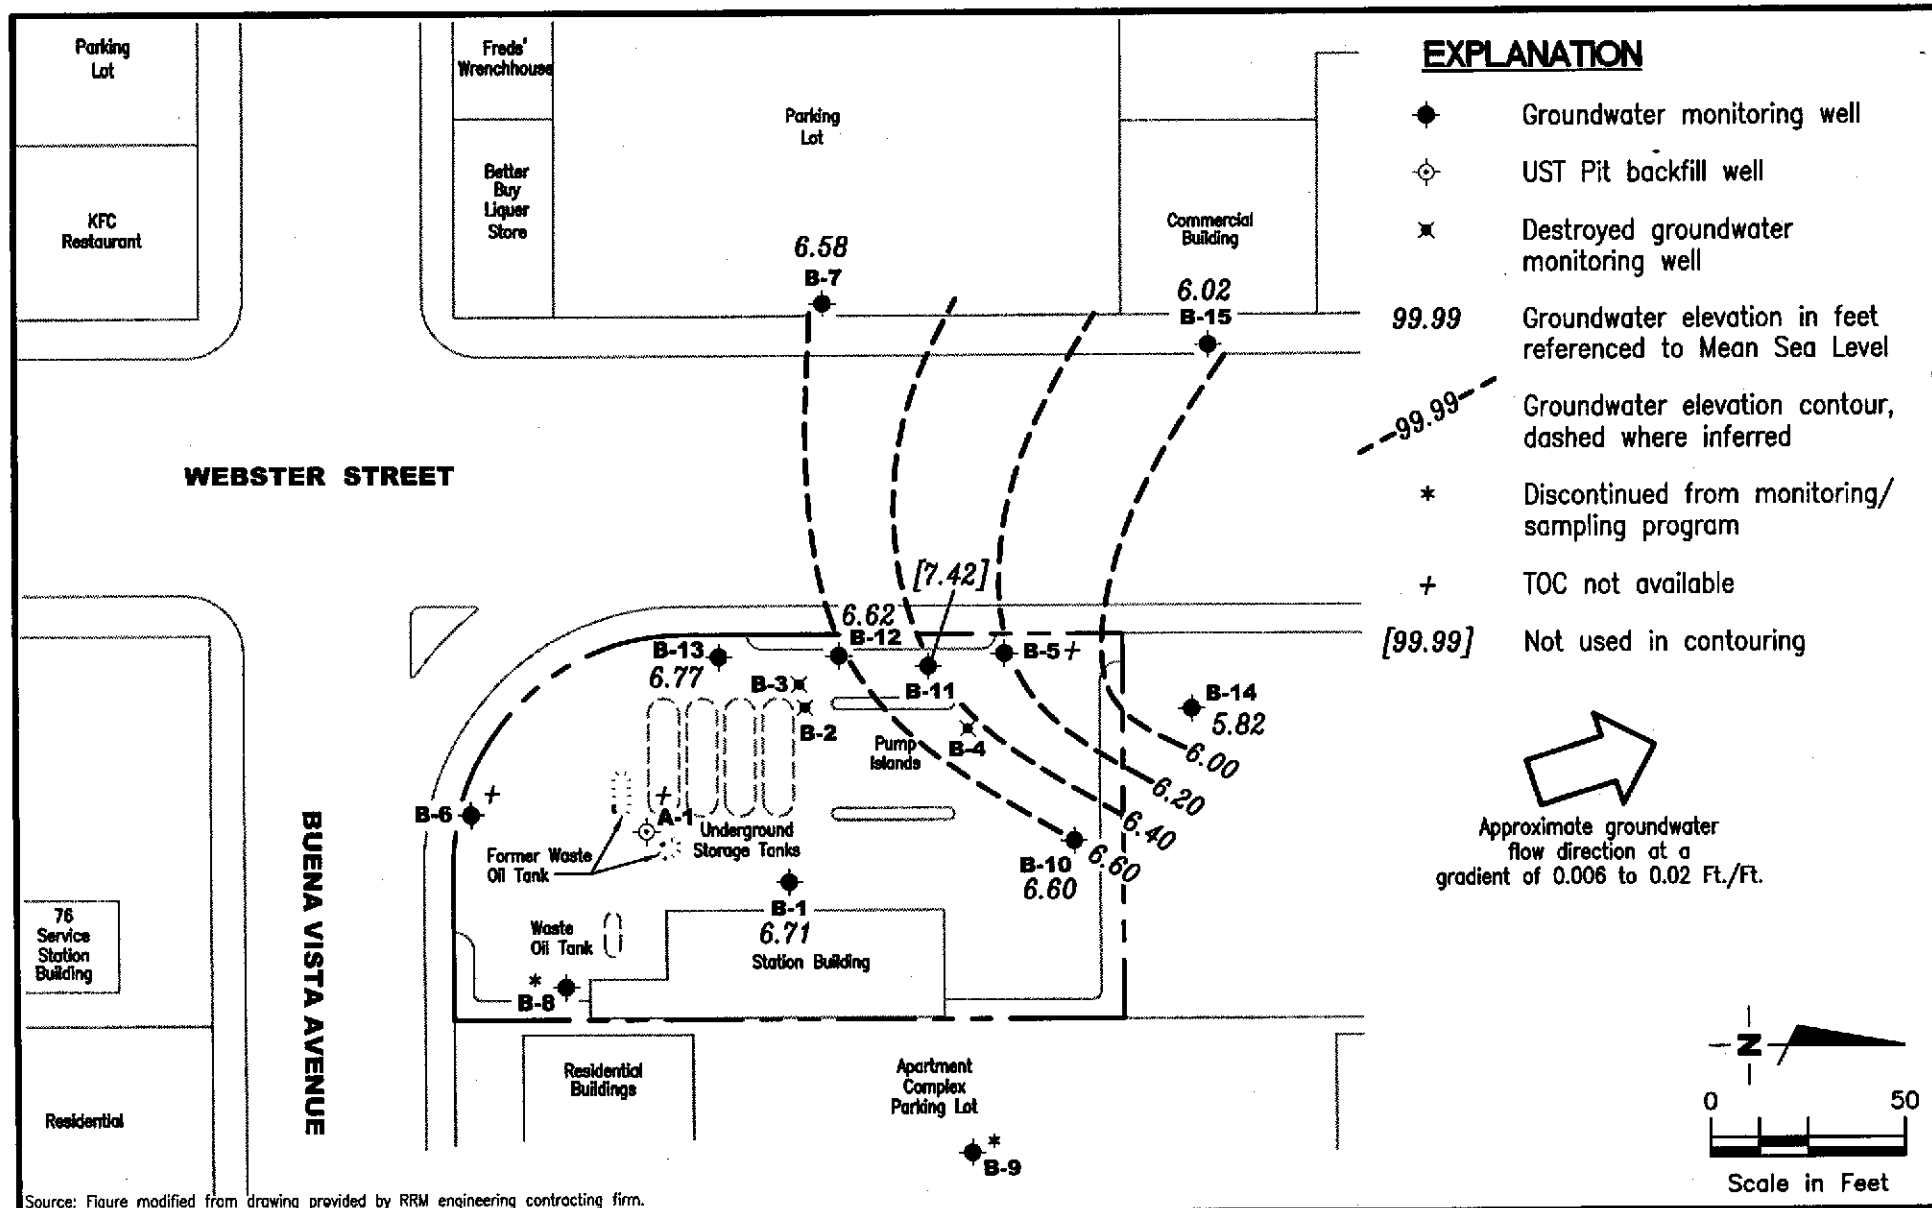 Parking
Lot
Freds'
Wrenchhouse
Parking
Lot
KFC
Restaurant
Better
Buy
Liquer
Store
Commercial
Building
6.58
B-7
6.02
B-15
WEBSTER STREET
[7.42]
6.62
B-12
B-13
6.77
B-3
B-2
B-11
B-5 +
B-4
B-14
5.82
Pump
Islands
6.00
6.20
6.40
6.60
B-10
6.60
B-6
+
+
A-1
Underground
Storage Tanks
Former Waste
Oil Tank
B-1
6.71
Station Building
Waste
Oil Tank
*
B-8
BUENA VISTA AVENUE
76
Service
Station
Building
Residential
Residential
Buildings
Apartment
Complex
Parking Lot
*
B-9
Source: Figure modified from drawing provided by RRM engineering contracting firm.
EXPLANATION
Groundwater monitoring well
UST Pit backfill well
Destroyed groundwater
monitoring well
99.99 Groundwater elevation in feet
referenced to Mean Sea Level
99.99 Groundwater elevation contour,
dashed where inferred
* Discontinued from monitoring/
sampling program
+ TOC not available
[99.99] Not used in contouring
Approximate groundwater
flow direction at a
gradient of 0.006 to 0.02 Ft./Ft.
N
0 50
Scale in Feet